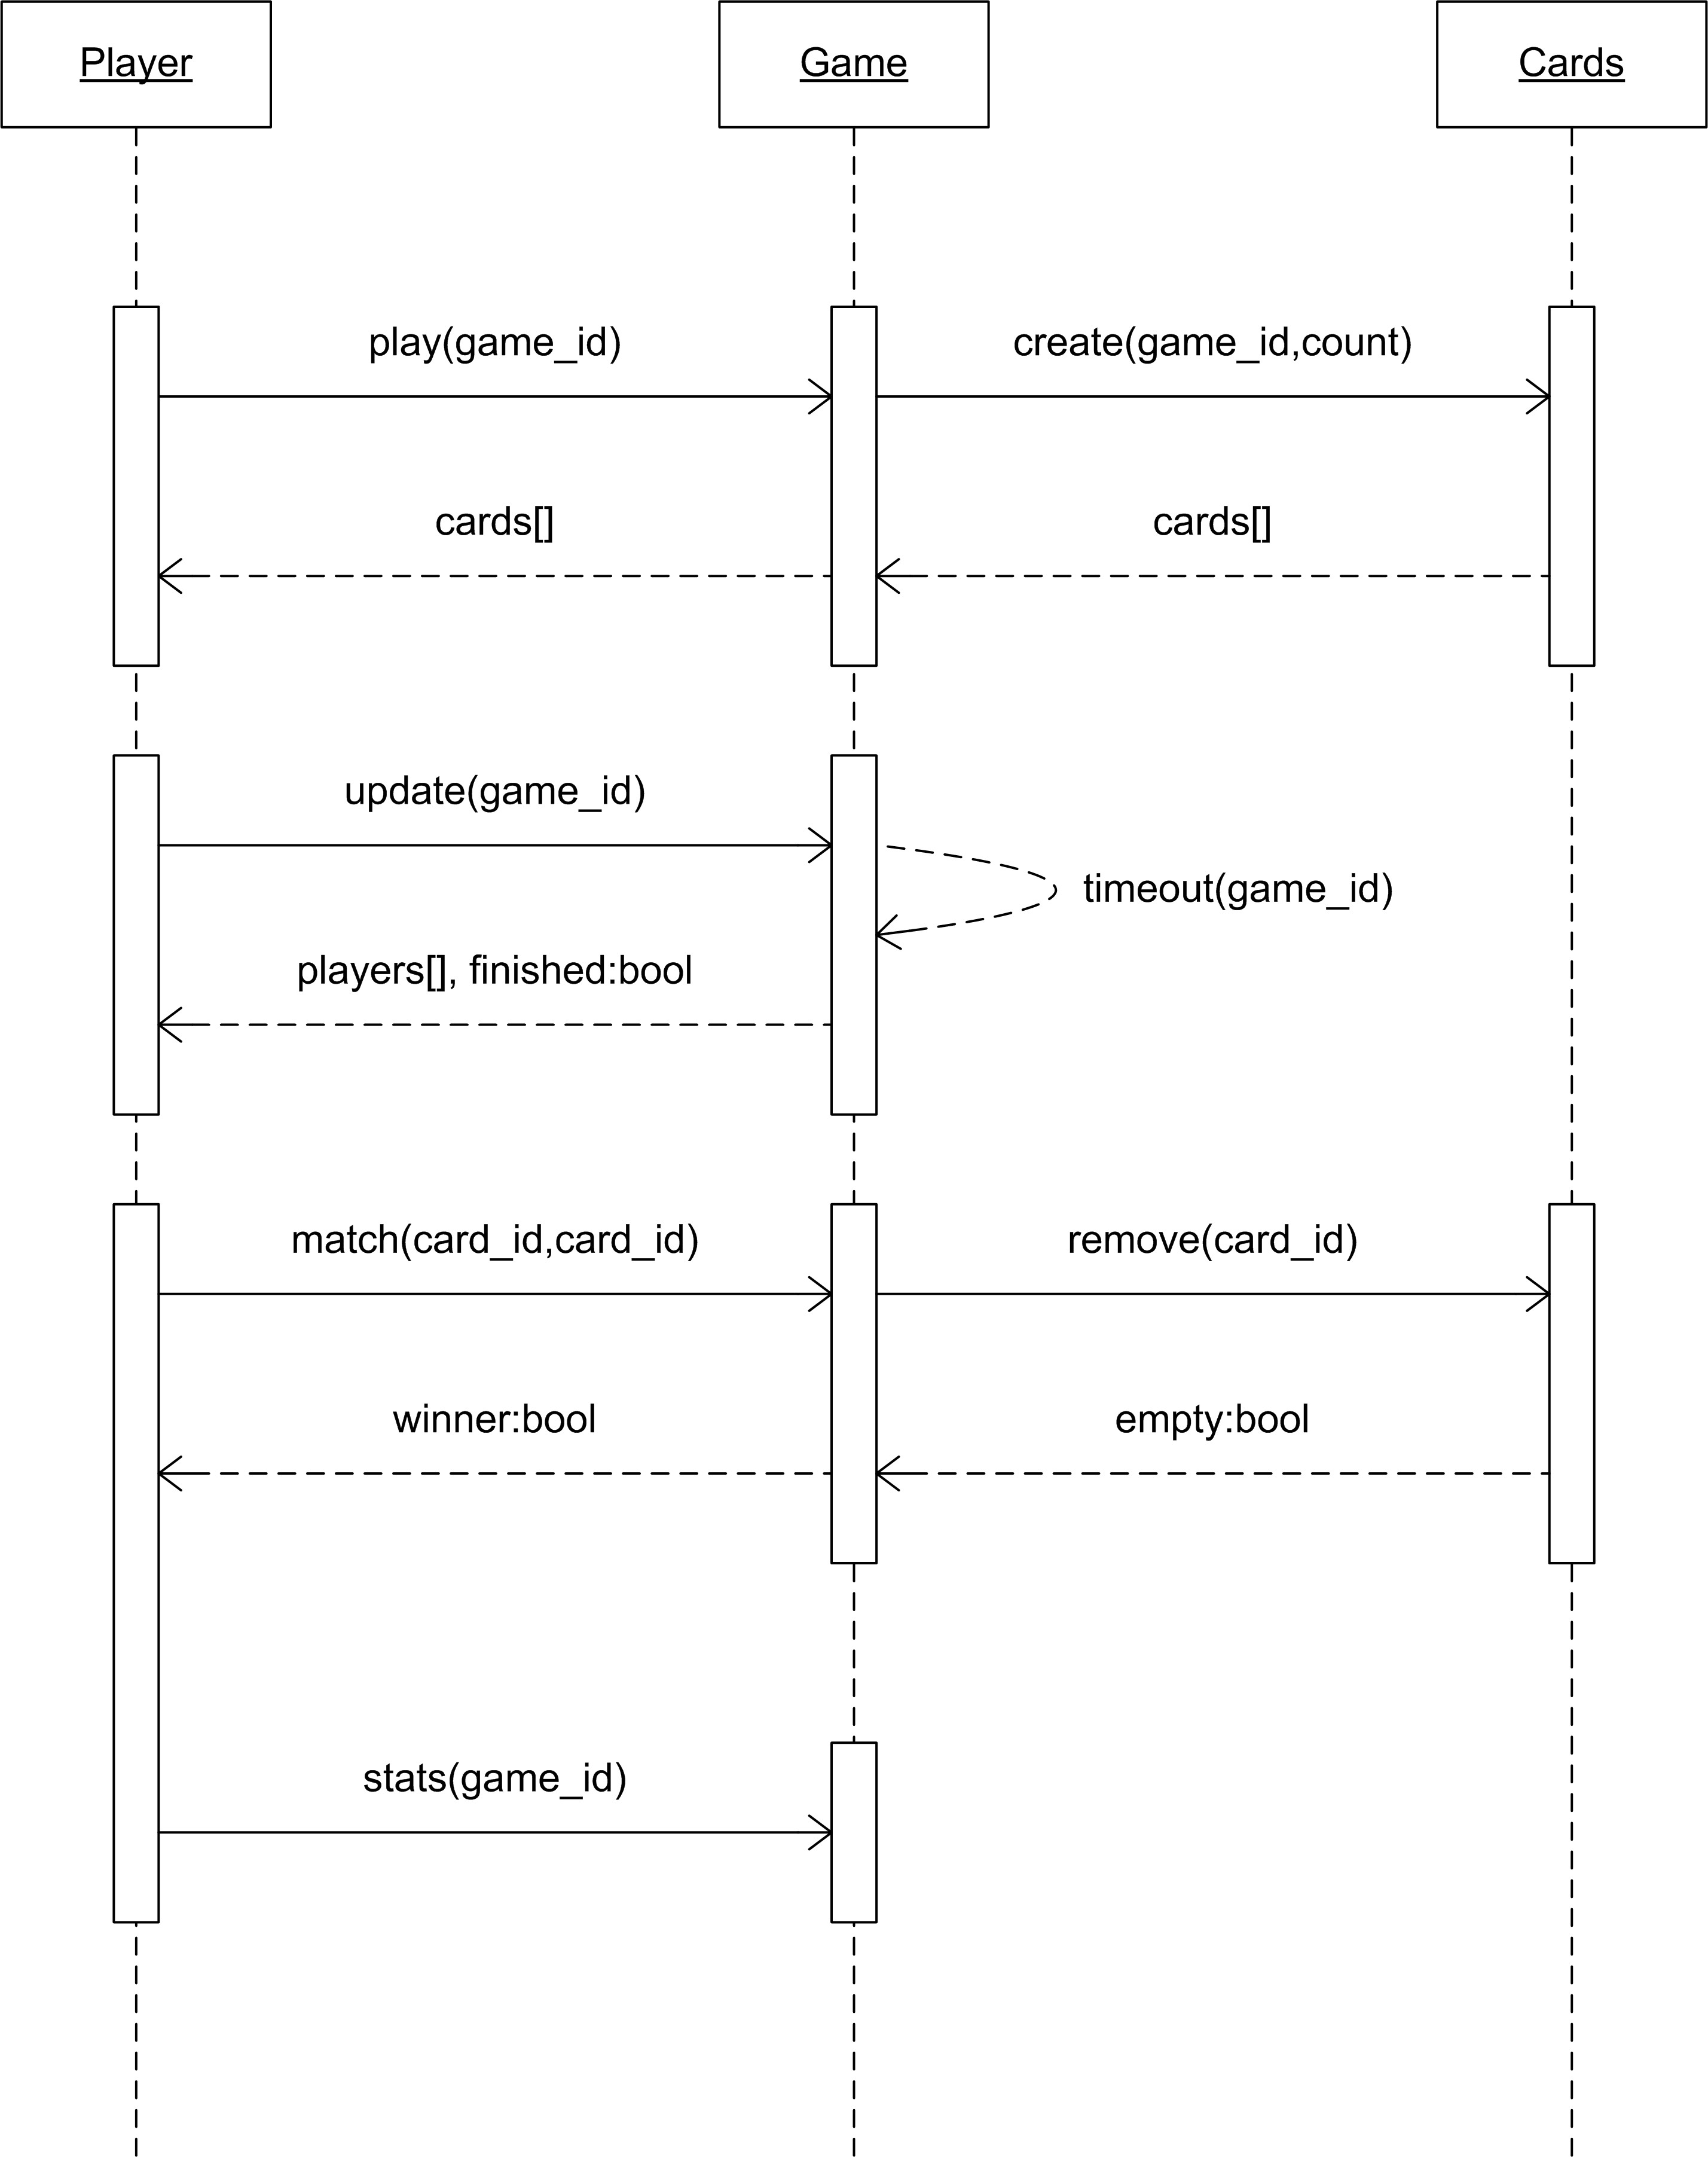 Player
Game
Cards
play(game_id)
create(game_id,count)
cards[]
cards[]
update(game_id)
timeout(game_id)
players[], finished:bool
match(card_id,card_id)
remove(card_id)
winner:bool
empty:bool
stats(game_id)